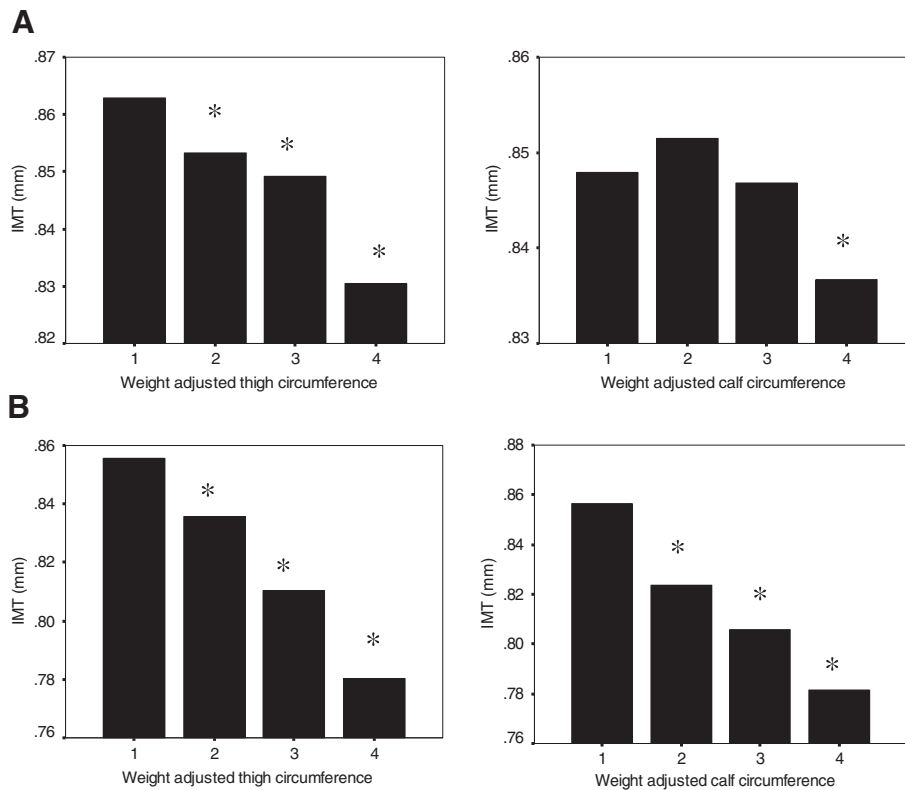 A
.87
.86
.85
.84
.83
.82
IMT (mm)
*
*
*
1 2 3 4
Weight adjusted thigh circumference
.86
.85
.84
.83
IMT (mm)
*
1 2 3 4
Weight adjusted calf circumference
B
.86
.84
.82
.80
.78
.76
IMT (mm)
*
*
*
1 2 3 4
Weight adjusted thigh circumference
.88
.86
.84
.82
.80
.78
.76
IMT (mm)
*
*
*
1 2 3 4
Weight adjusted calf circumference